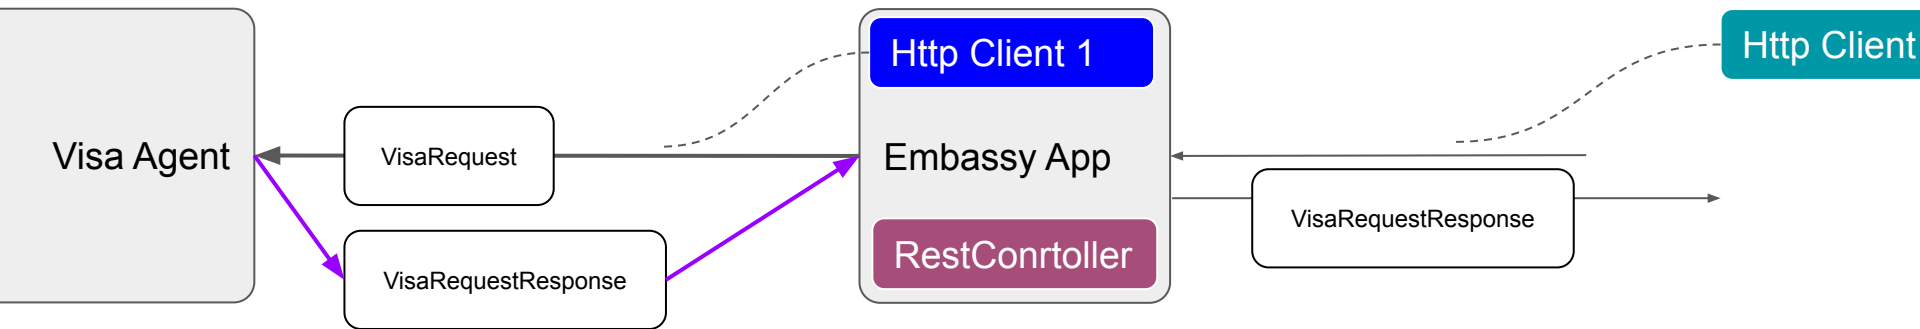 Http Client 1
Http Client
Visa Agent
VisaRequest
Embassy App
VisaRequestResponse
RestConrtoller
VisaRequestResponse